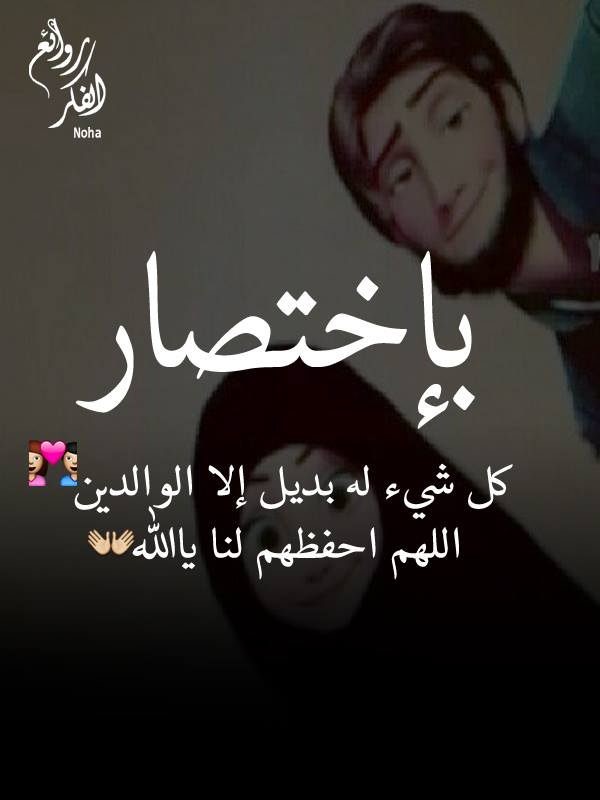 روائع
الفكر
Noha
بإختصار
كل شيء له بديل إلا الوالدين💑
اللهم احفظهم لنا ياالله👐